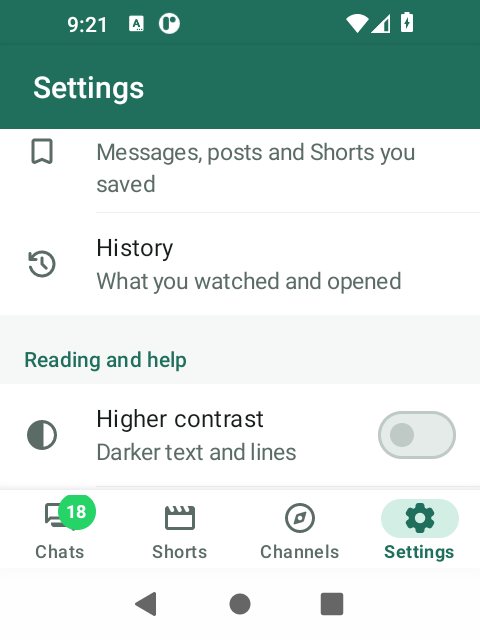 9:21
Settings
Messages, posts and Shorts you
saved
History
What you watched and opened
Reading and help
Higher contrast
Darker text and lines
18
Chats
Shorts
Channels
Settings